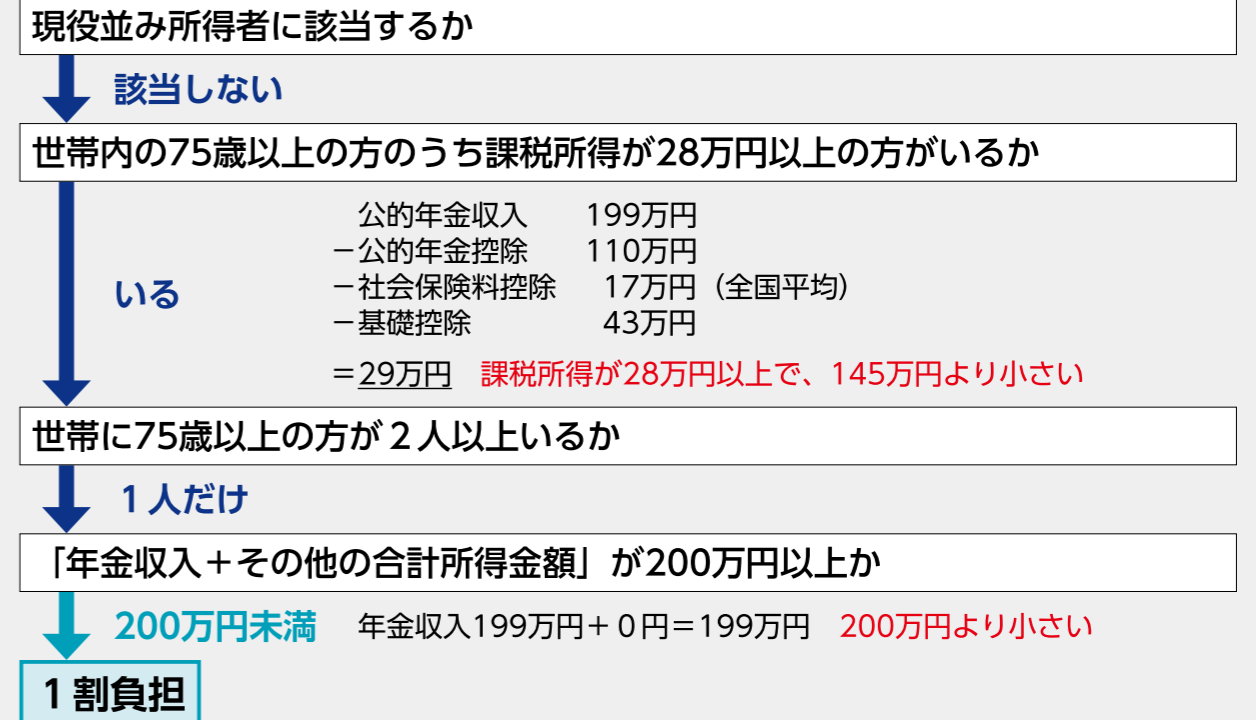 現役並み所得者に該当するか
該当しない
世帯内の75歳以上の方のうち課税所得が28万円以上の方がいるか
いる
公的年金収入 199万円
－公的年金控除 110万円
－社会保険料控除 17万円（全国平均）
－基礎控除 43万円
＝29万円 課税所得が28万円以上で、145万円より小さい
世帯に75歳以上の方が２人以上いるか
１人だけ
「年金収入＋その他の合計所得金額」が200万円以上か
200万円未満 年金収入199万円＋０円＝199万円 200万円より小さい
１割負担